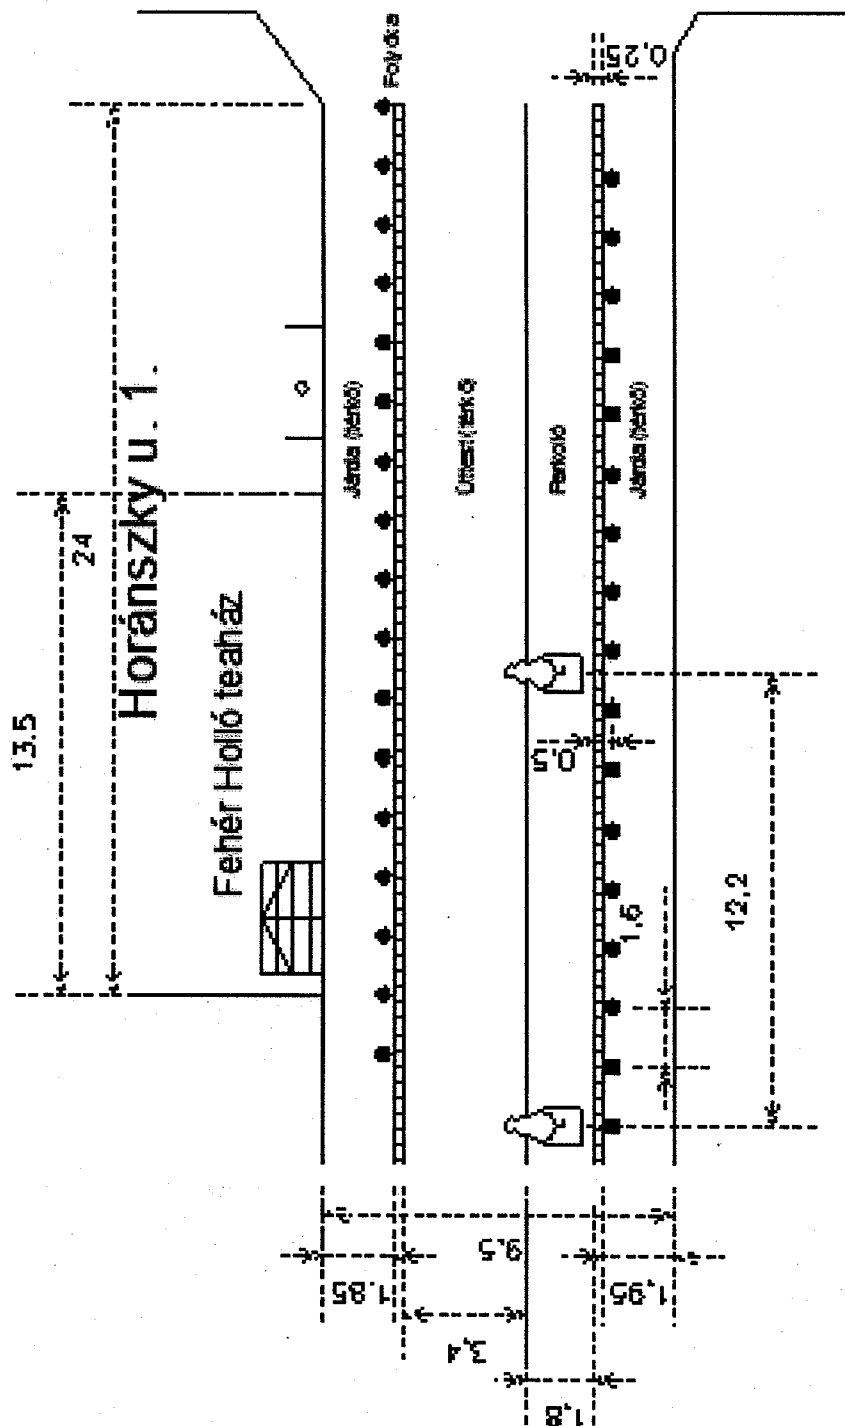 Folyóka
0,25
Horánszky u. 1.
24
13.5
Fehér Holló teaház
Járda (térkő)
Úttest (térkő)
Parkoló
Járda (térkő)
0,5
1,6
12,2
9,5
1.85
1,95
3,4
1,8